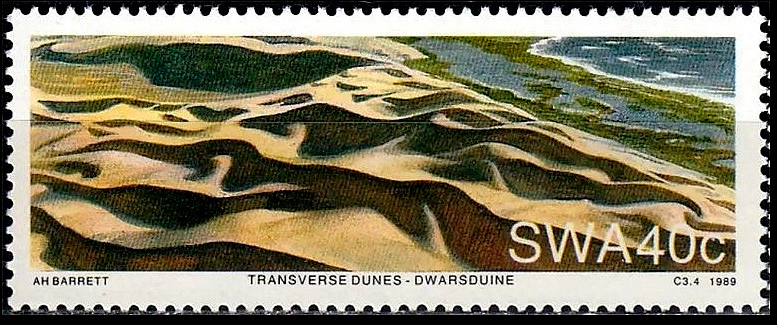 SWA40c
AH BARRETT TRANSVERSE DUNES - DWARSDUINE C3.4 1989